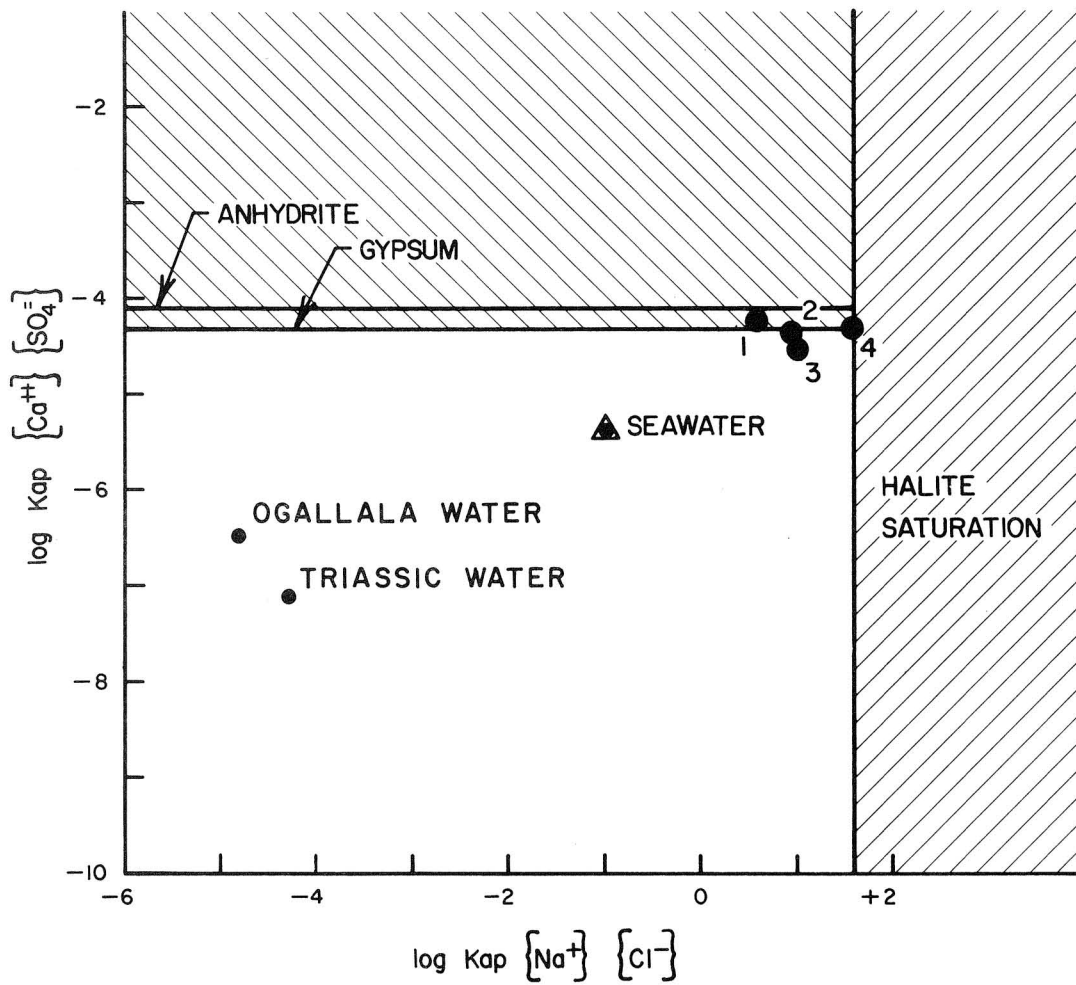 -2
ANHYDRITE
GYPSUM
-4
2
1
4
3
SEAWATER
-6
OGALLALA WATER
HALITE
SATURATION
TRIASSIC WATER
-8
-10
-6
-4
-2
0
+2
log Kap {Ca++} {SO4=}
log Kap {Na+} {Cl-}